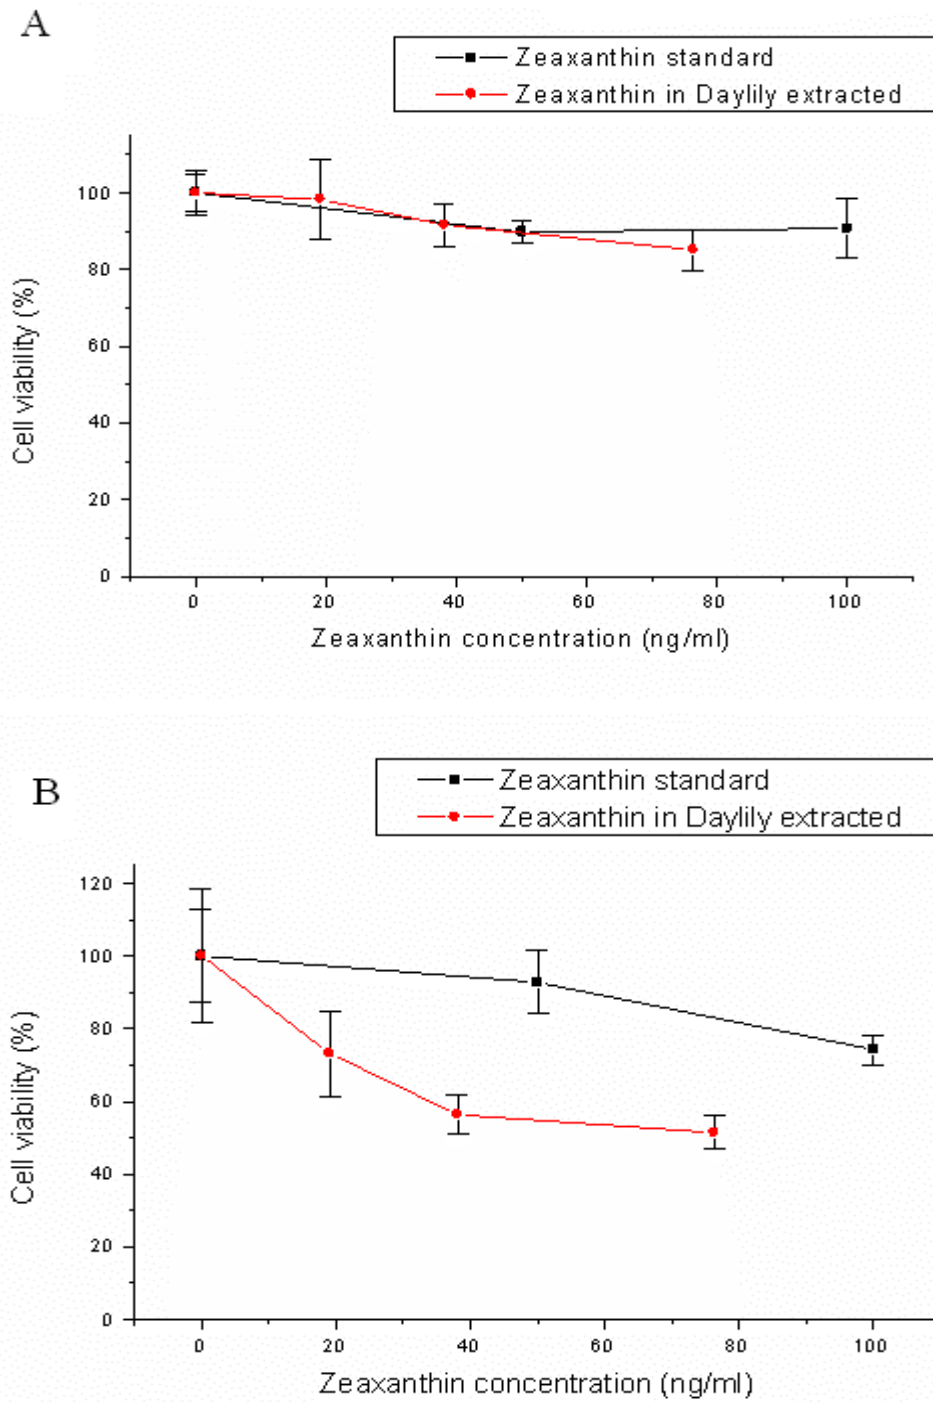 A
Zeaxanthin standard
Zeaxanthin in Daylily extracted
100
80
60
40
20
0
Cell viability (%)
0 20 40 60 80 100
Zeaxanthin concentration (ng/ml)
B
Zeaxanthin standard
Zeaxanthin in Daylily extracted
120
100
80
60
40
20
0
Cell viability (%)
0 20 40 60 80 100
Zeaxanthin concentration (ng/ml)